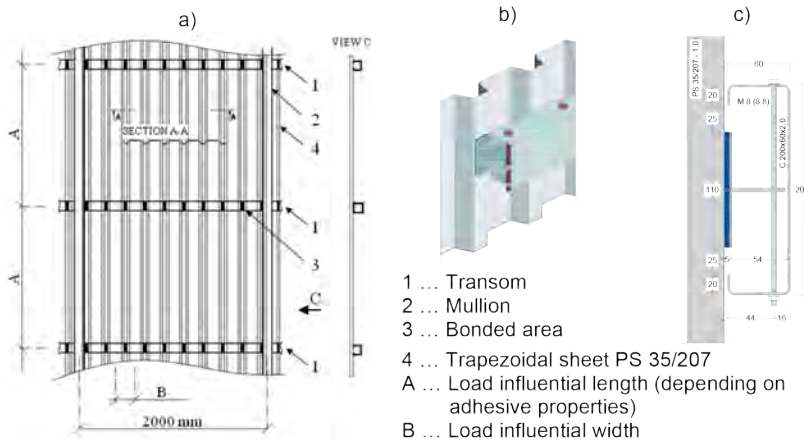 a)
VIEW C
A
A
1
2
4
SECTION A-A
A
A
1
3
C
1
B
2000 mm
b)
1 ... Transom
2 ... Mullion
3 ... Bonded area
4 ... Trapezoidal sheet PS 35/207
A ... Load influential length (depending on
adhesive properties)
B ... Load influential width
c)
PS 35/207 - 1.0
60
20
M 8 (8.8)
25
C 200x60x2.0
110
20
54
25
20
44
16